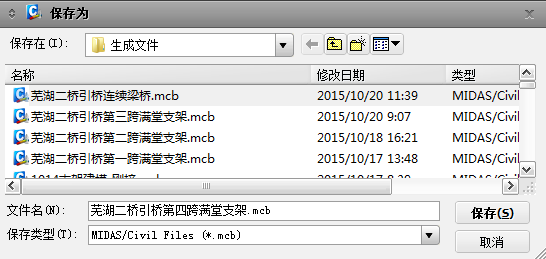 保存为
保存在(I): 生成文件
名称 修改日期 类型
芜湖二桥引桥连续梁桥.mcb 2015/10/20 11:39 MIDAS/Civil
芜湖二桥引桥第三跨满堂支架.mcb 2015/10/20 9:07 MIDAS/Civil
芜湖二桥引桥第二跨满堂支架.mcb 2015/10/18 16:21 MIDAS/Civil
芜湖二桥引桥第一跨满堂支架.mcb 2015/10/17 13:48 MIDAS/Civil
文件名(N): 芜湖二桥引桥第四跨满堂支架.mcb 保存(S)
保存类型(T): MIDAS/Civil Files (*.mcb) 取消